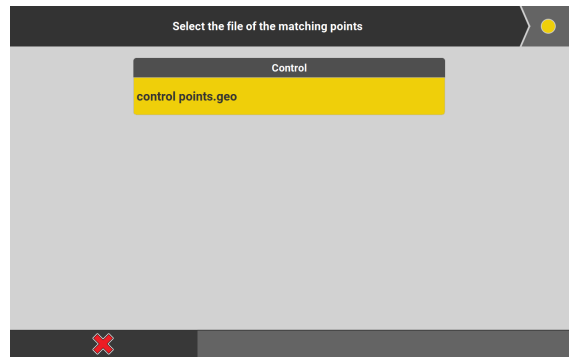 Select the file of the matching points
Control
control points.geo